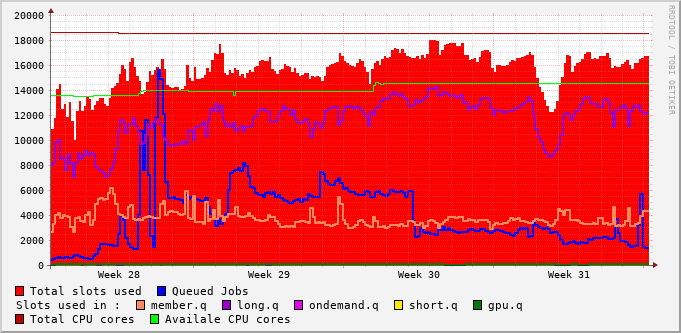 20000
18000
16000
14000
12000
10000
8000
6000
4000
2000
0
Week 28 Week 29 Week 30 Week 31
Total slots used Queued Jobs
Slots used in : member.q long.q ondemand.q short.q gpu.q
Total CPU cores Availale CPU cores
RRDTOOL / TOBI OETIKER